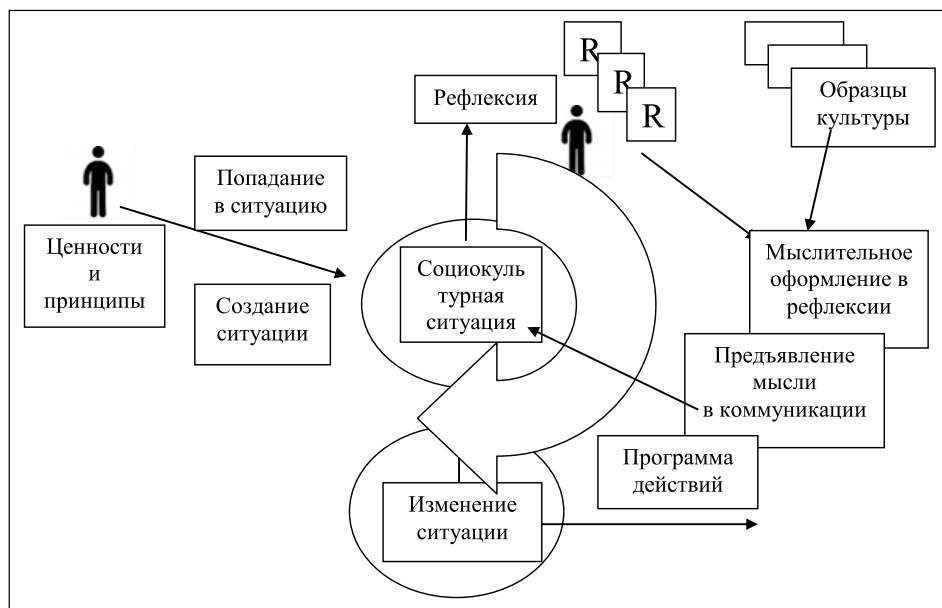 R
R
R
Образцы
культуры
Рефлексия
Попадание
в ситуацию
Ценности
и
принципы
Создание
ситуации
Социокуль
турная
ситуация
Мыслительное
оформление в
рефлексии
Предъявление
мысли
в коммуникации
Программа
действий
Изменение
ситуации